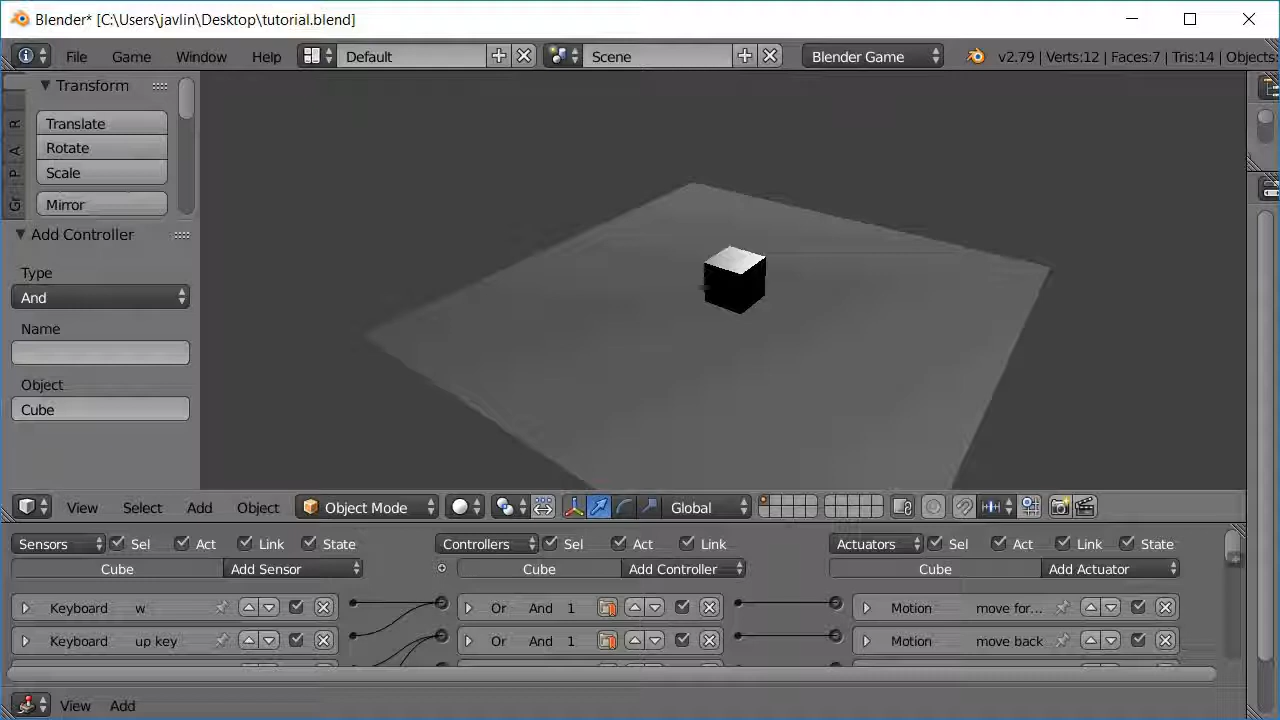 Blender* [C:\Users\javlin\Desktop\tutorial.blend]
File Game Window Help Default Scene Blender Game v2.79 | Verts:12 | Faces:7 | Tris:14 | Objects:
Transform
Translate
Rotate
Scale
Mirror
R
A
P
Gr
Add Controller
Type
And
Name
Object
Cube
View Select Add Object Object Mode Global
Sensors Sel Act Link State Controllers Sel Act Link Actuators Sel Act Link State
Cube Add Sensor Cube Add Controller Cube Add Actuator
Keyboard w Or And 1 Motion move for...
Keyboard up key Or And 1 Motion move back
View Add